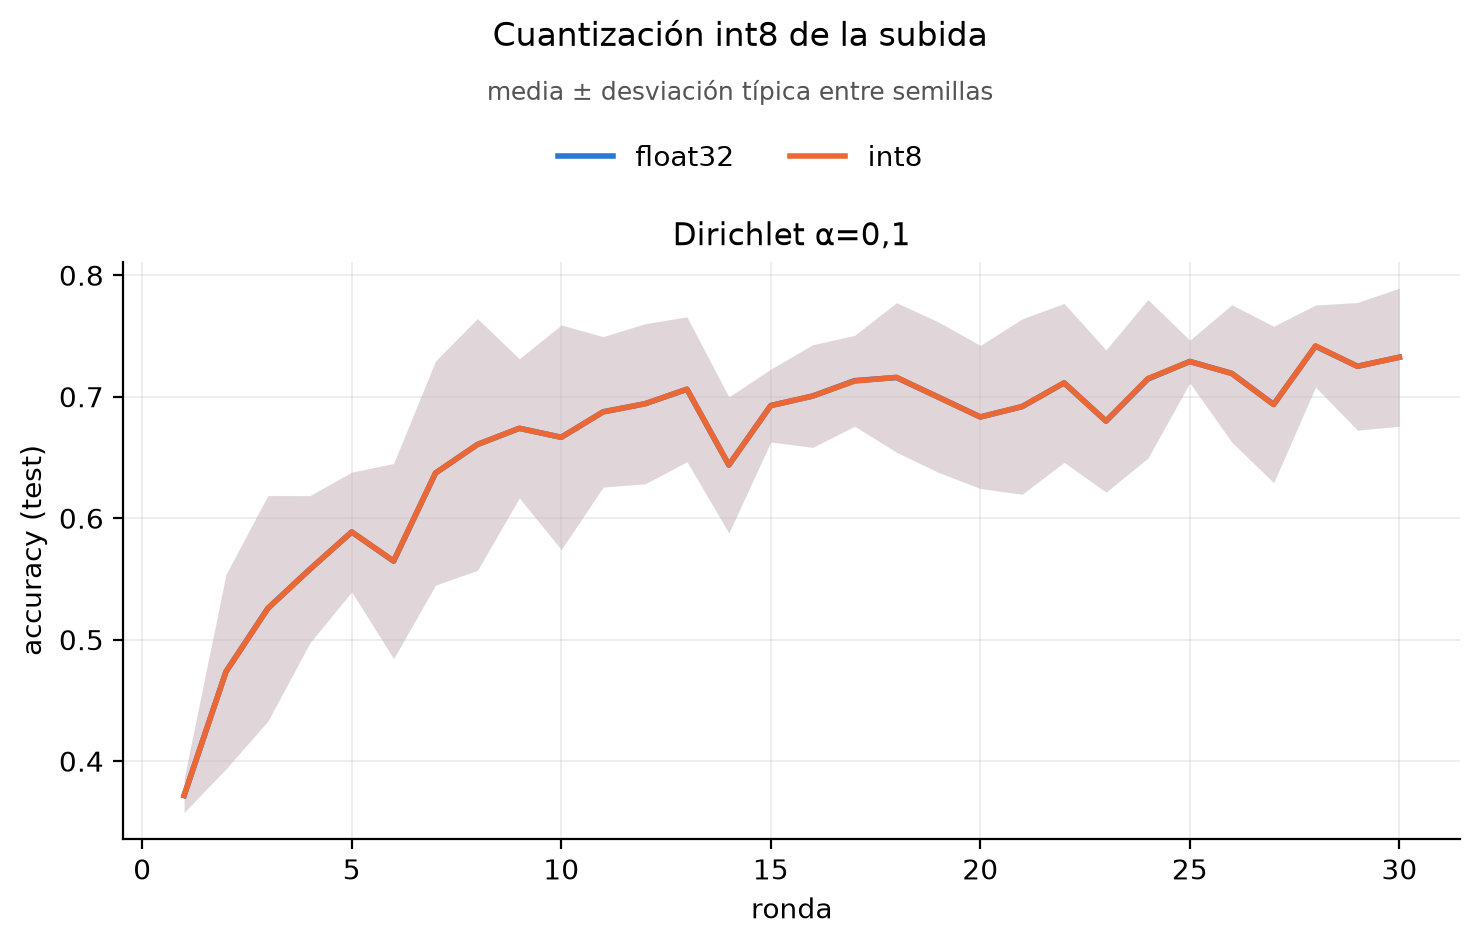 Cuantización int8 de la subida
media ± desviación típica entre semillas
float32 int8
Dirichlet α=0,1
accuracy (test)
0.8
0.7
0.6
0.5
0.4
0 5 10 15 20 25 30
ronda